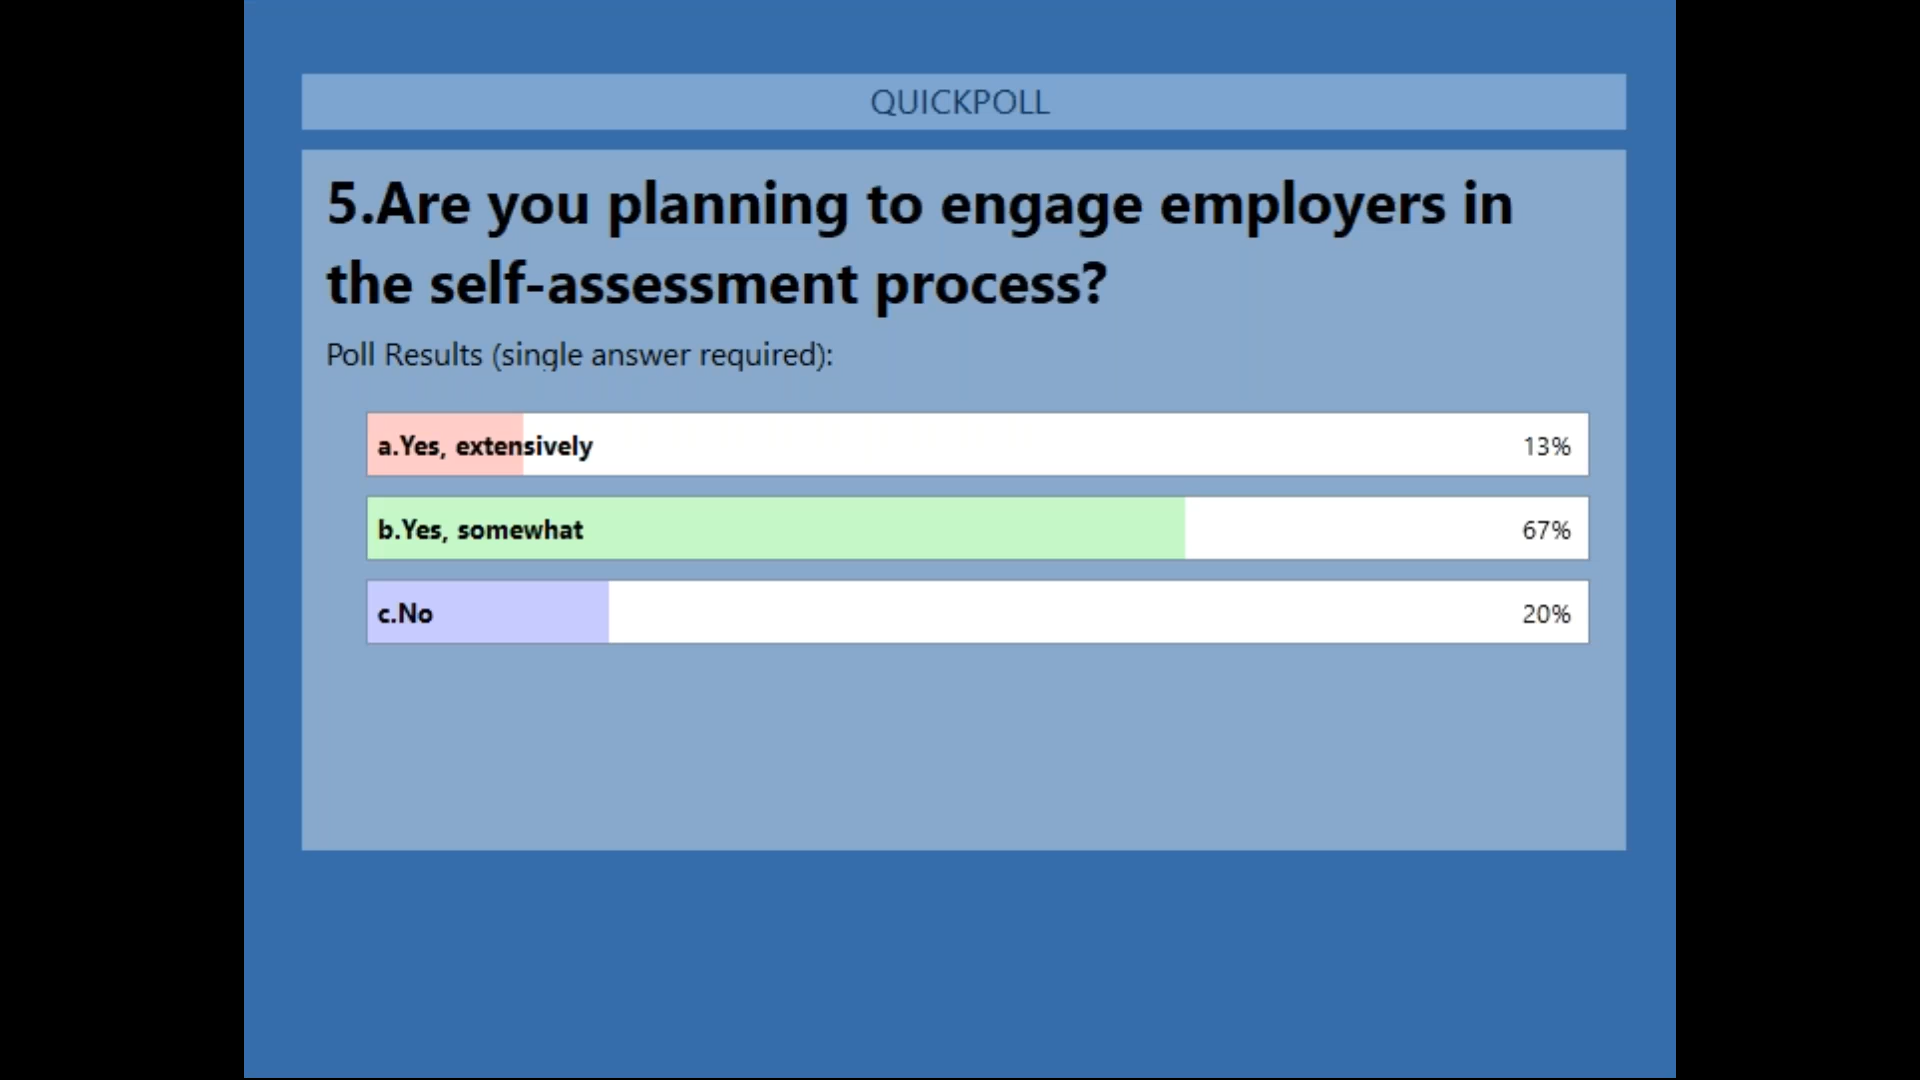 QUICKPOLL
5.Are you planning to engage employers in
the self-assessment process?
Poll Results (single answer required):
a.Yes, extensively 13%
b.Yes, somewhat 67%
c.No 20%